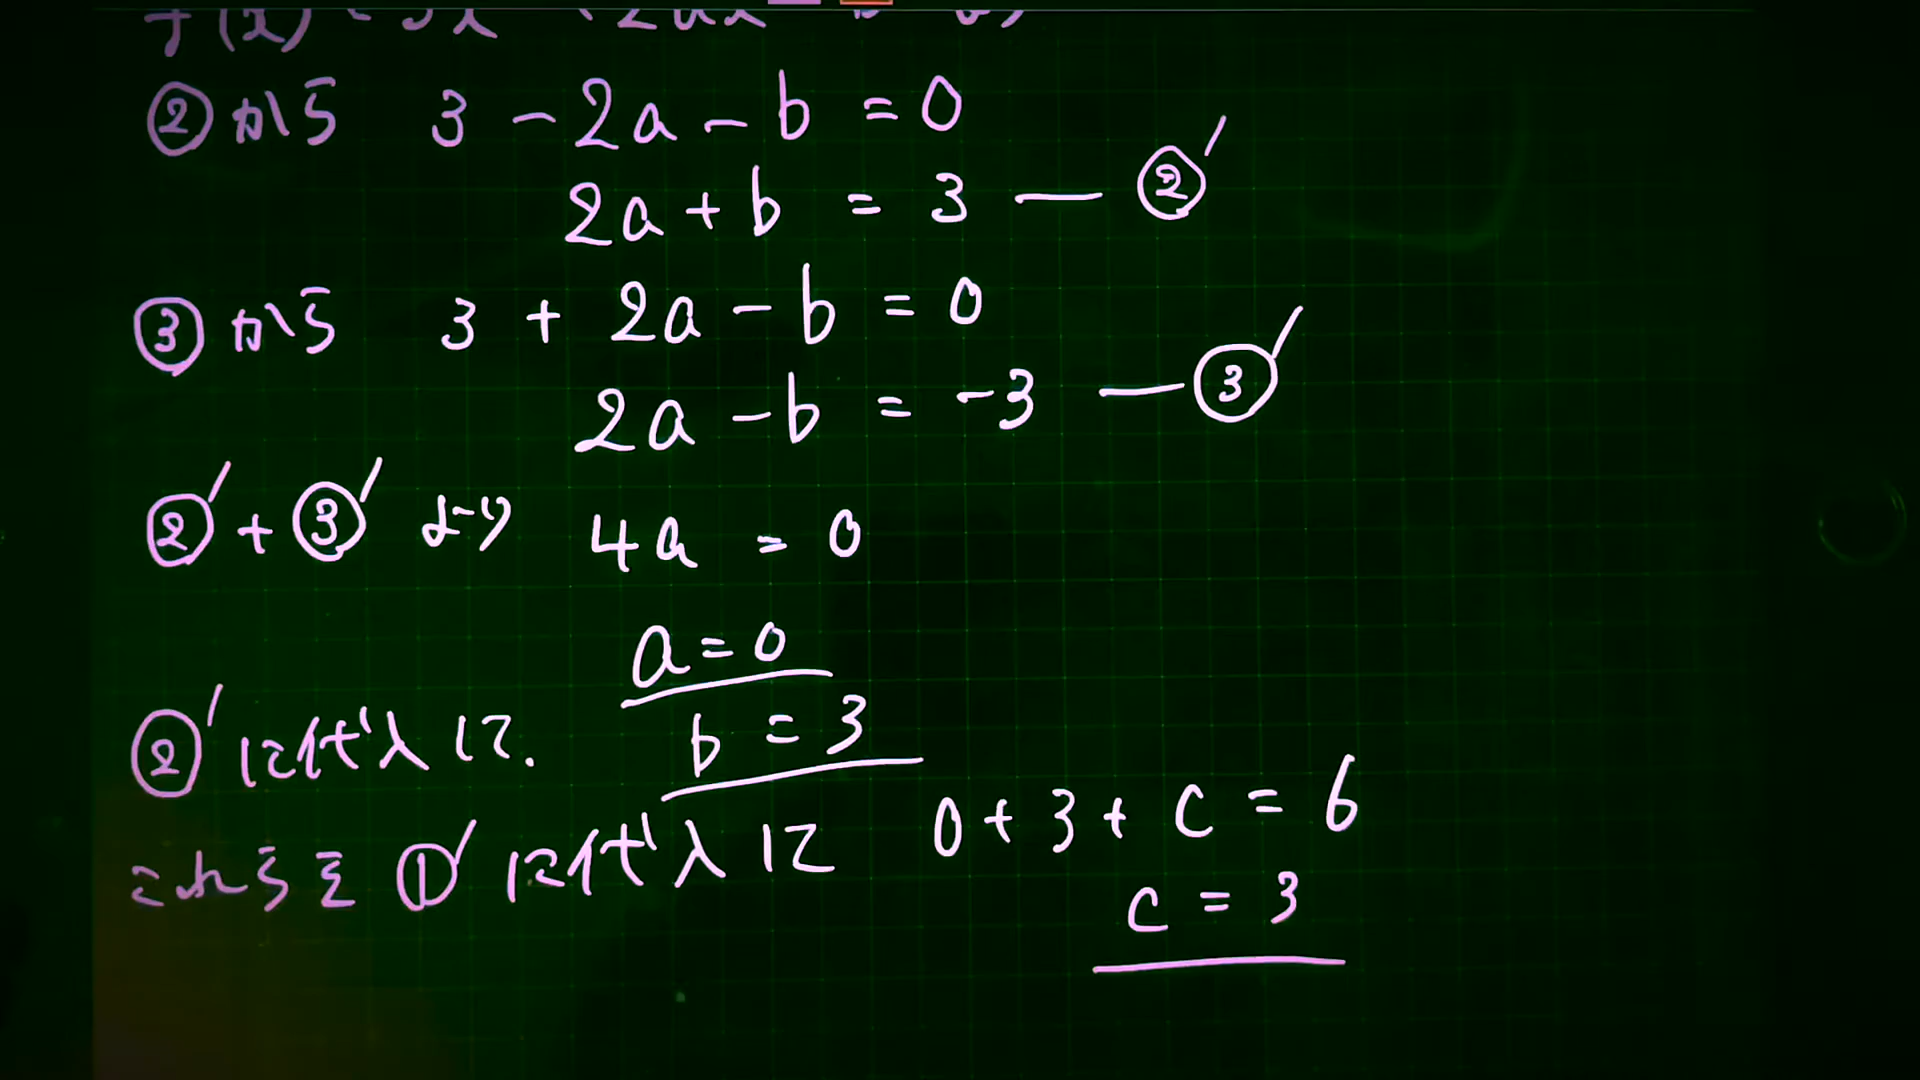 ②から 3 - 2a - b = 0
2a + b = 3 — ②'
③から 3 + 2a - b = 0
2a - b = -3 — ③'
②' + ③' より 4a = 0
a = 0
②'に代入して. b = 3
これらを①'に代入して 0 + 3 + c = 6
c = 3